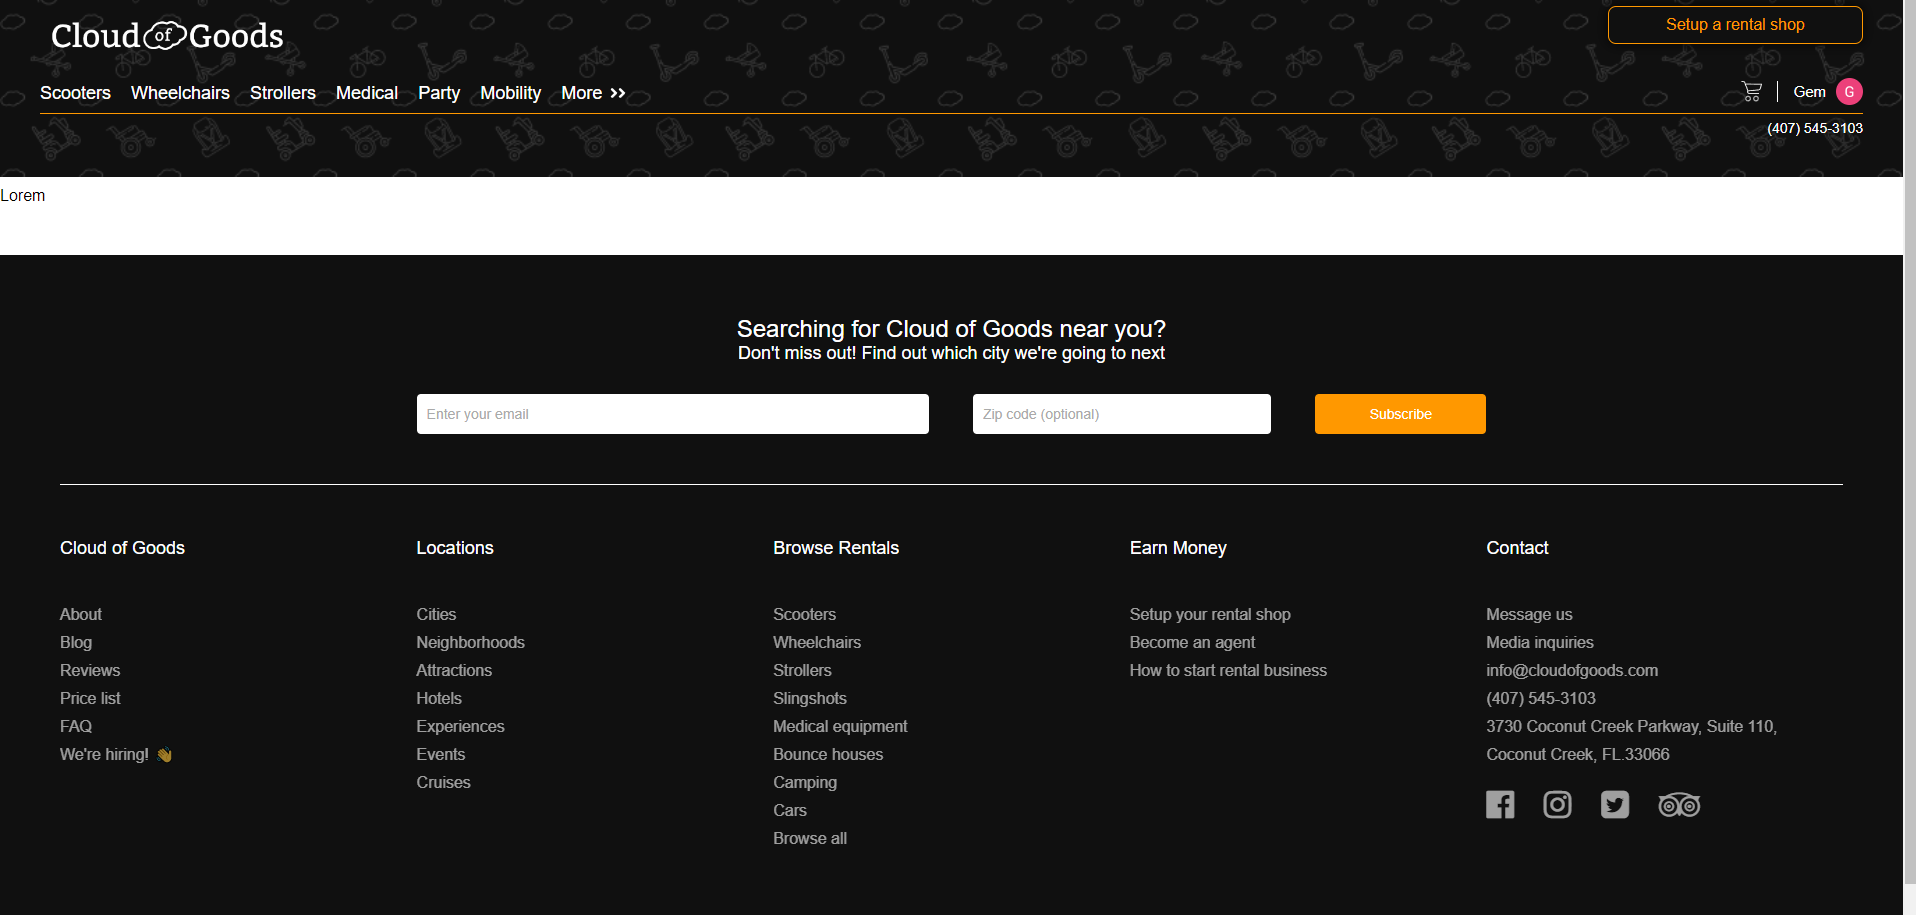 Cloud of Goods
Setup a rental shop
Scooters Wheelchairs Strollers Medical Party Mobility More >>
Gem G
(407) 545-3103
Lorem
Searching for Cloud of Goods near you?
Don't miss out! Find out which city we're going to next
Enter your email
Zip code (optional)
Subscribe
Cloud of Goods
About
Blog
Reviews
Price list
FAQ
We're hiring! 👋
Locations
Cities
Neighborhoods
Attractions
Hotels
Experiences
Events
Cruises
Browse Rentals
Scooters
Wheelchairs
Strollers
Slingshots
Medical equipment
Bounce houses
Camping
Cars
Browse all
Earn Money
Setup your rental shop
Become an agent
How to start rental business
Contact
Message us
Media inquiries
info@cloudofgoods.com
(407) 545-3103
3730 Coconut Creek Parkway, Suite 110,
Coconut Creek, FL.33066